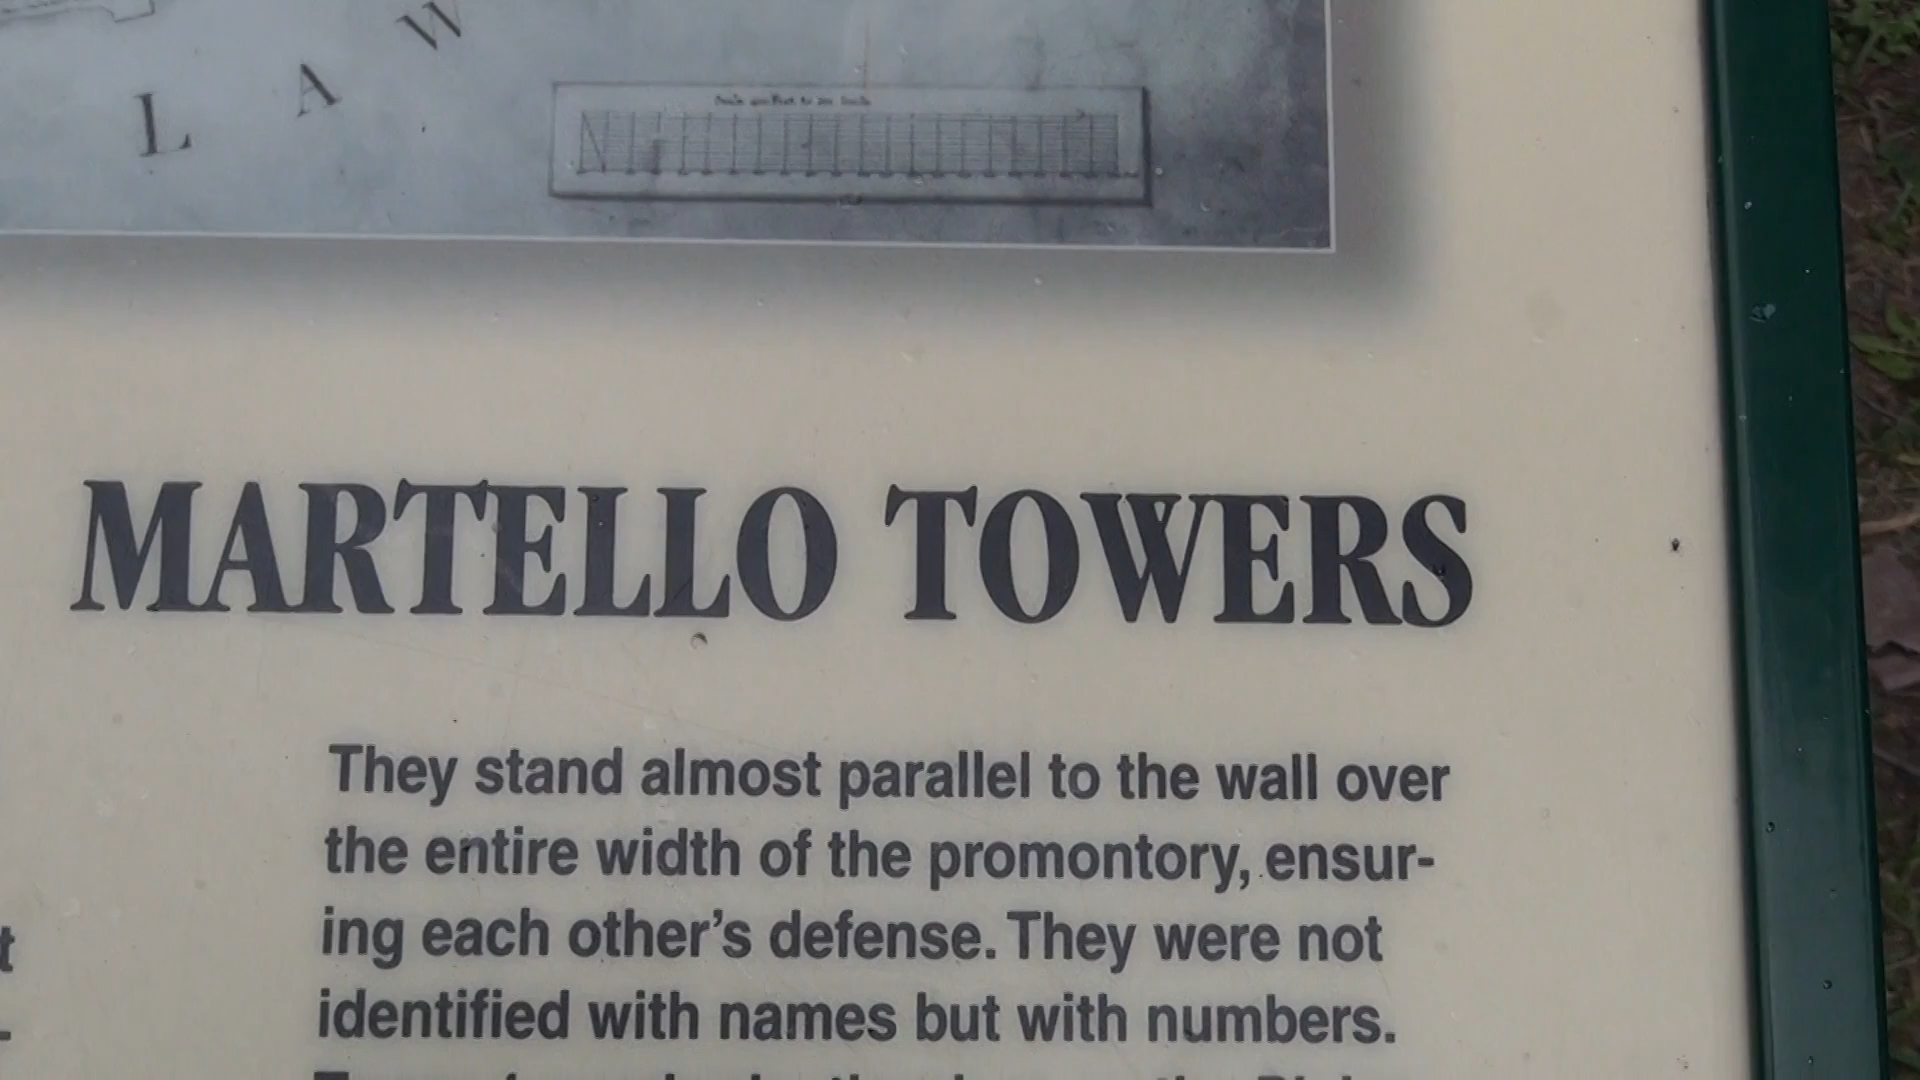 L A W
MARTELLO TOWERS
They stand almost parallel to the wall over
the entire width of the promontory, ensur-
ing each other's defense. They were not
identified with names but with numbers.